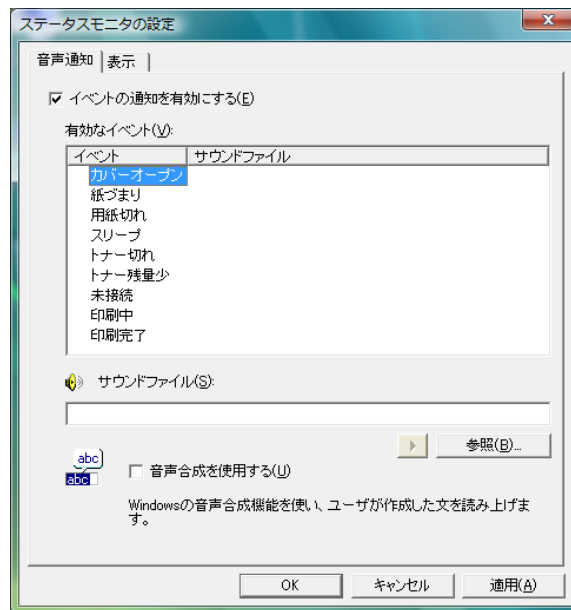 ステータスモニタの設定
音声通知 表示
イベントの通知を有効にする(E)
有効なイベント(V):
イベント サウンドファイル
カバーオープン
紙づまり
用紙切れ
スリープ
トナー切れ
トナー残量少
未接続
印刷中
印刷完了
サウンドファイル(S):
参照(B)...
abc
abc
音声合成を使用する(U)
Windowsの音声合成機能を使い、ユーザが作成した文を読み上げま
す。
OK キャンセル 適用(A)